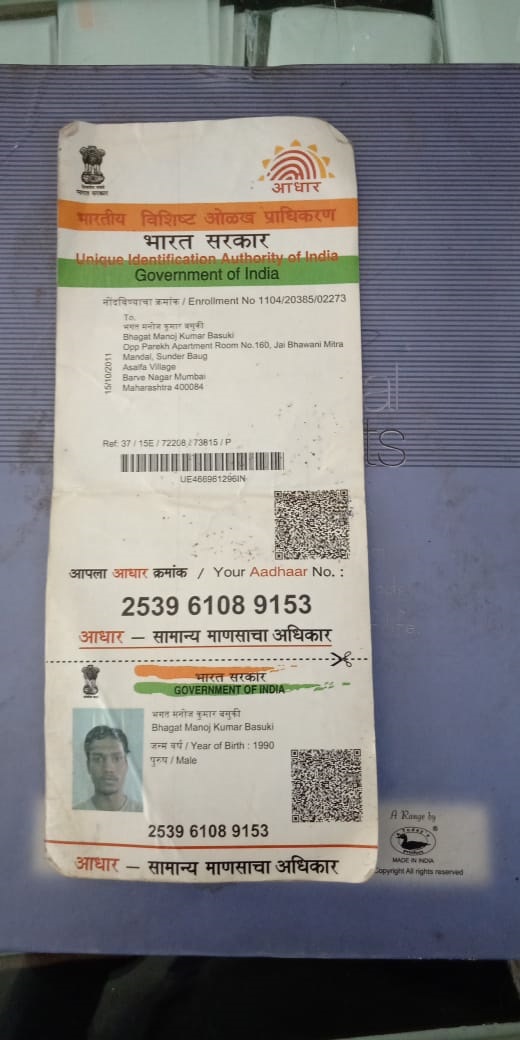 भारत सरकार
आधार
भारतीय विशिष्ट ओळख प्राधिकरण
भारत सरकार
Unique Identification Authority of India
Government of India
नोंदविण्याचा क्रमांक / Enrollment No 1104/20385/02273
To,
भगत मनोज कुमार बसुकी
Bhagat Manoj Kumar Basuki
Opp Parekh Apartment Room No.160, Jai Bhawani Mitra
Mandal, Sunder Baug
Asalfa Village
Barve Nagar Mumbai
Maharashtra 400084
15/10/2011
Ref: 37 / 15E / 72208 / 73815 / P
UE466961296IN
आपला आधार क्रमांक / Your Aadhaar No. :
2539 6108 9153
आधार – सामान्य माणसाचा अधिकार
भारत सरकार
GOVERNMENT OF INDIA
भगत मनोज कुमार बसुकी
Bhagat Manoj Kumar Basuki
जन्म वर्ष / Year of Birth : 1990
पुरुष / Male
2539 6108 9153
आधार – सामान्य माणसाचा अधिकार
A Range by
MADE IN INDIA
Copyright All rights reserved